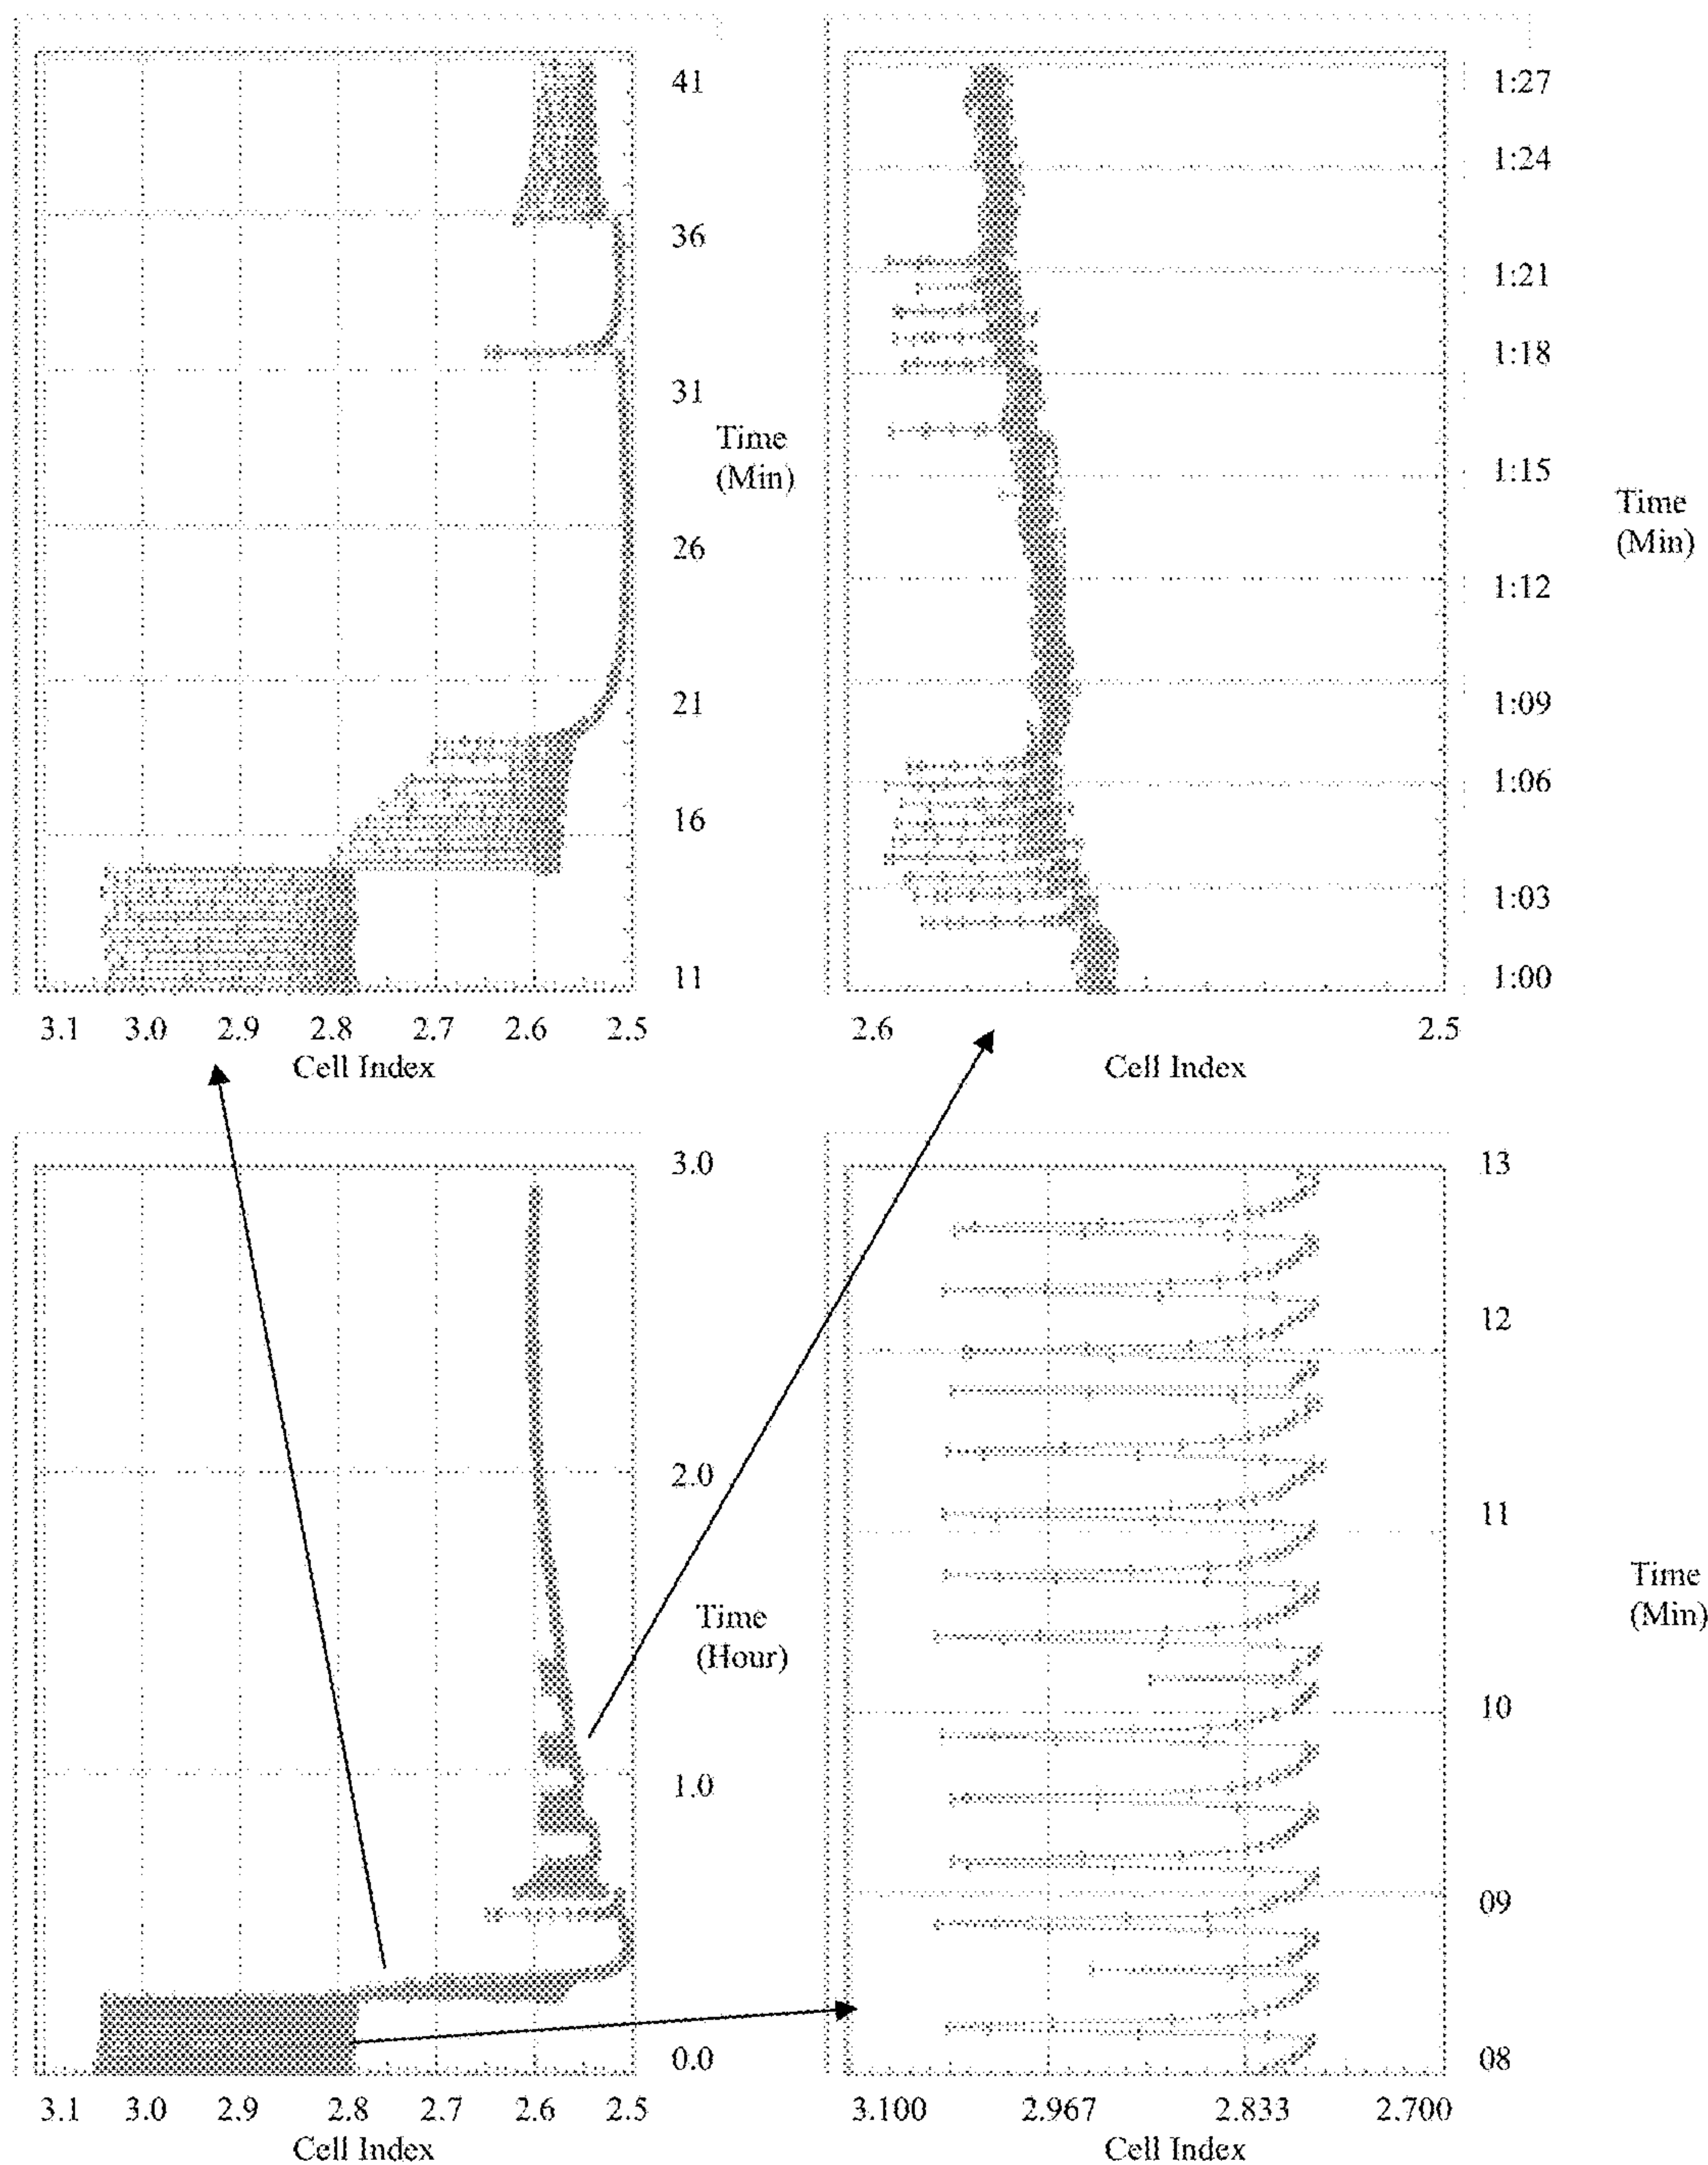 41
36
31
Time
(Min)
26
21
16
11
3.1 3.0 2.9 2.8 2.7 2.6 2.5
Cell Index
1:27
1:24
1:21
1:18
1:15
Time
(Min)
1:12
1:09
1:06
1:03
1:00
2.6 2.5
Cell Index
3.0
2.0
Time
(Hour)
1.0
0.0
3.1 3.0 2.9 2.8 2.7 2.6 2.5
Cell Index
13
12
11
Time
(Min)
10
09
08
3.100 2.967 2.833 2.700
Cell Index